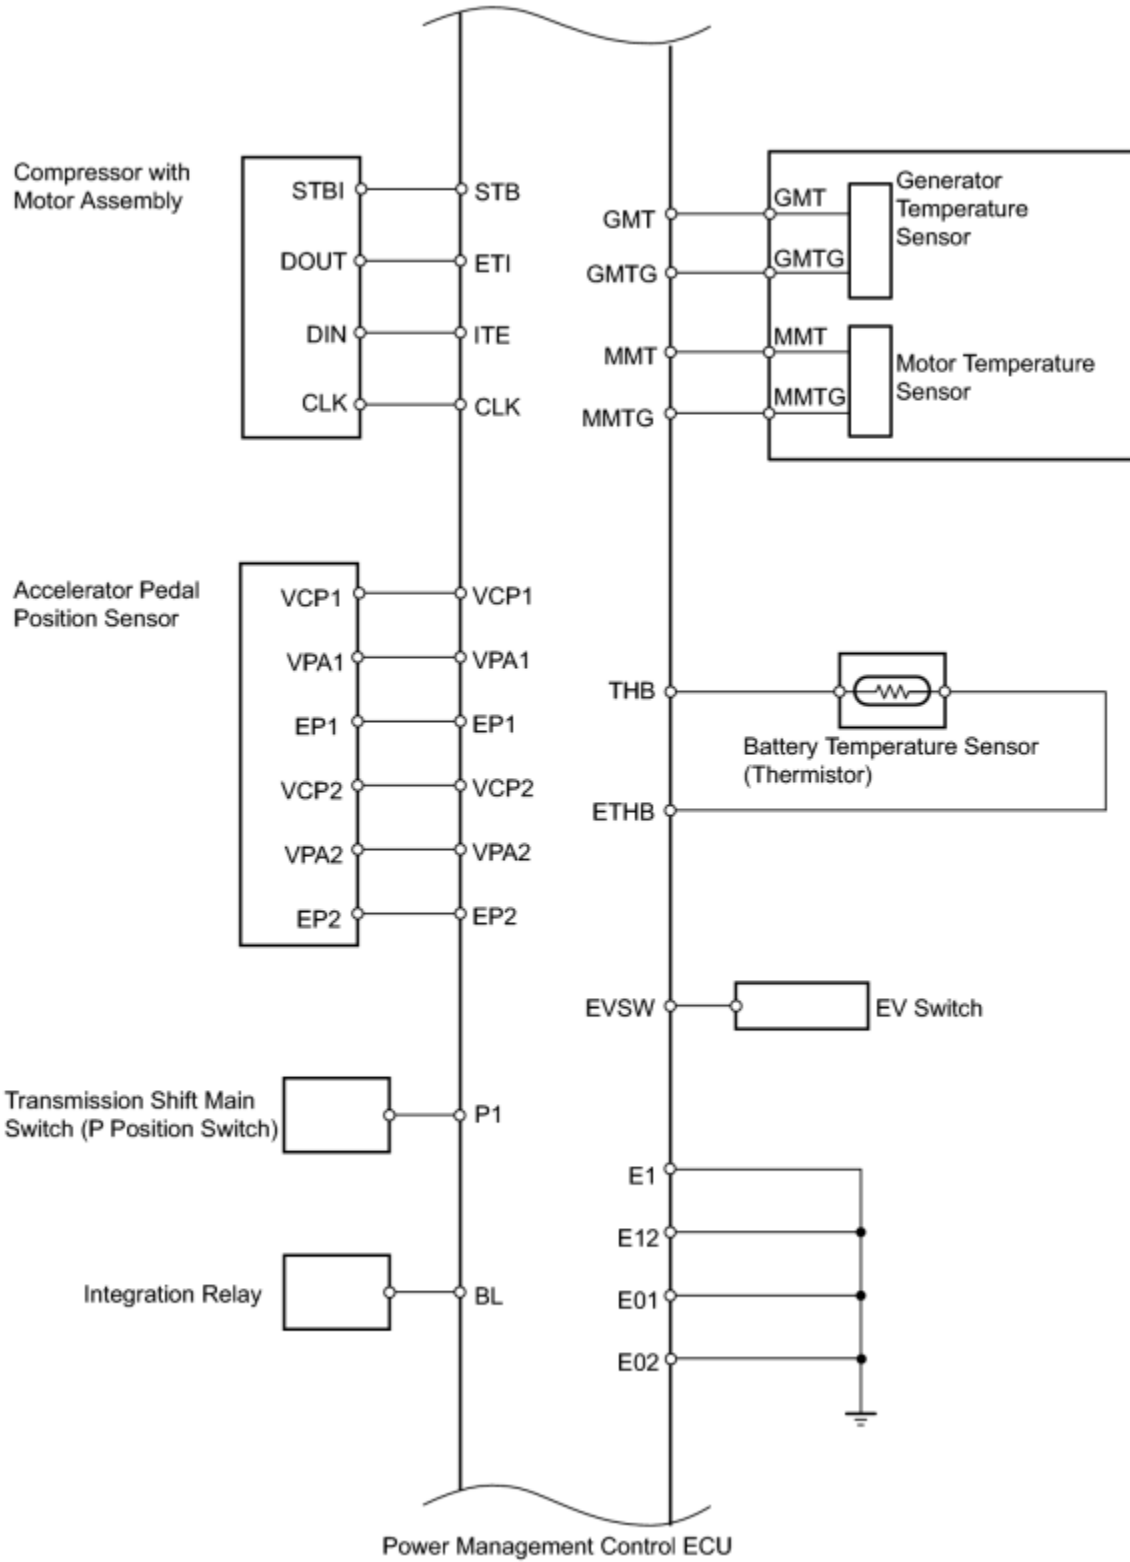 Compressor with
Motor Assembly
STBI
DOUT
DIN
CLK
STB
ETI
ITE
CLK
GMT
GMTG
MMT
MMTG
GMT
GMTG
MMT
MMTG
Generator
Temperature
Sensor
Motor Temperature
Sensor
Accelerator Pedal
Position Sensor
VCP1
VPA1
EP1
VCP2
VPA2
EP2
VCP1
VPA1
EP1
VCP2
VPA2
EP2
THB
ETHB
Battery Temperature Sensor
(Thermistor)
EVSW
EV Switch
Transmission Shift Main
Switch (P Position Switch)
P1
Integration Relay
BL
E1
E12
E01
E02
Power Management Control ECU